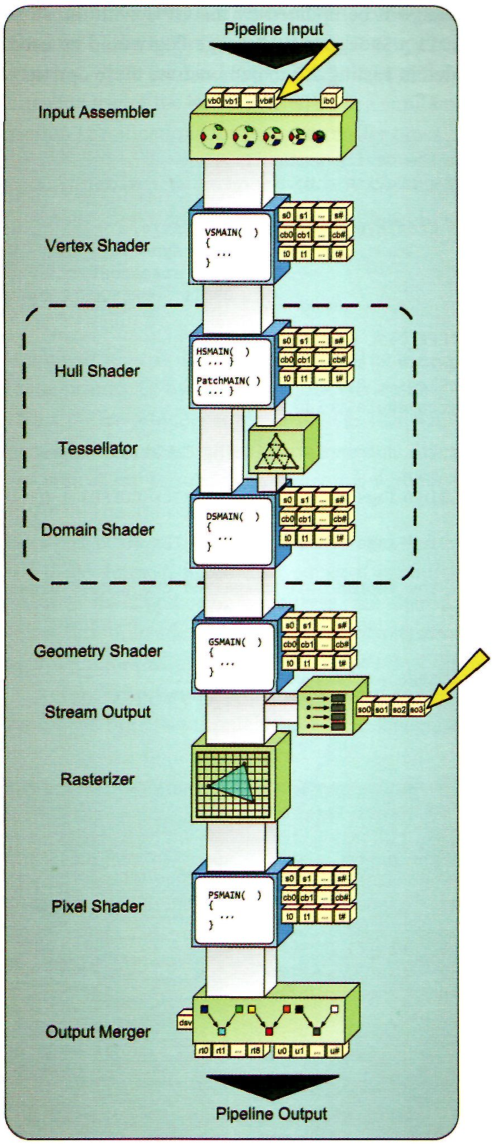 Pipeline Input
vb0 vb1 ... vb# ib0
Input Assembler
Vertex Shader
VSMAIN( )
{
...
}
s0 s1 ... s#
cb0 cb1 ... cb#
t0 t1 ... t#
Hull Shader
HSMAIN( )
{ ... }
PatchMAIN( )
{ ... }
s0 s1 ... s#
cb0 cb1 ... cb#
t0 t1 ... t#
Tessellator
Domain Shader
DSMAIN( )
{
...
}
s0 s1 ... s#
cb0 cb1 ... cb#
t0 t1 ... t#
Geometry Shader
GSMAIN( )
{
...
}
s0 s1 ... s#
cb0 cb1 ... cb#
t0 t1 ... t#
Stream Output
so0 so1 so2 so3
Rasterizer
Pixel Shader
PSMAIN( )
{
...
}
s0 s1 ... s#
cb0 cb1 ... cb#
t0 t1 ... t#
Output Merger
dsv
rt0 rt1 ... rt8 u0 u1 ... u#
Pipeline Output